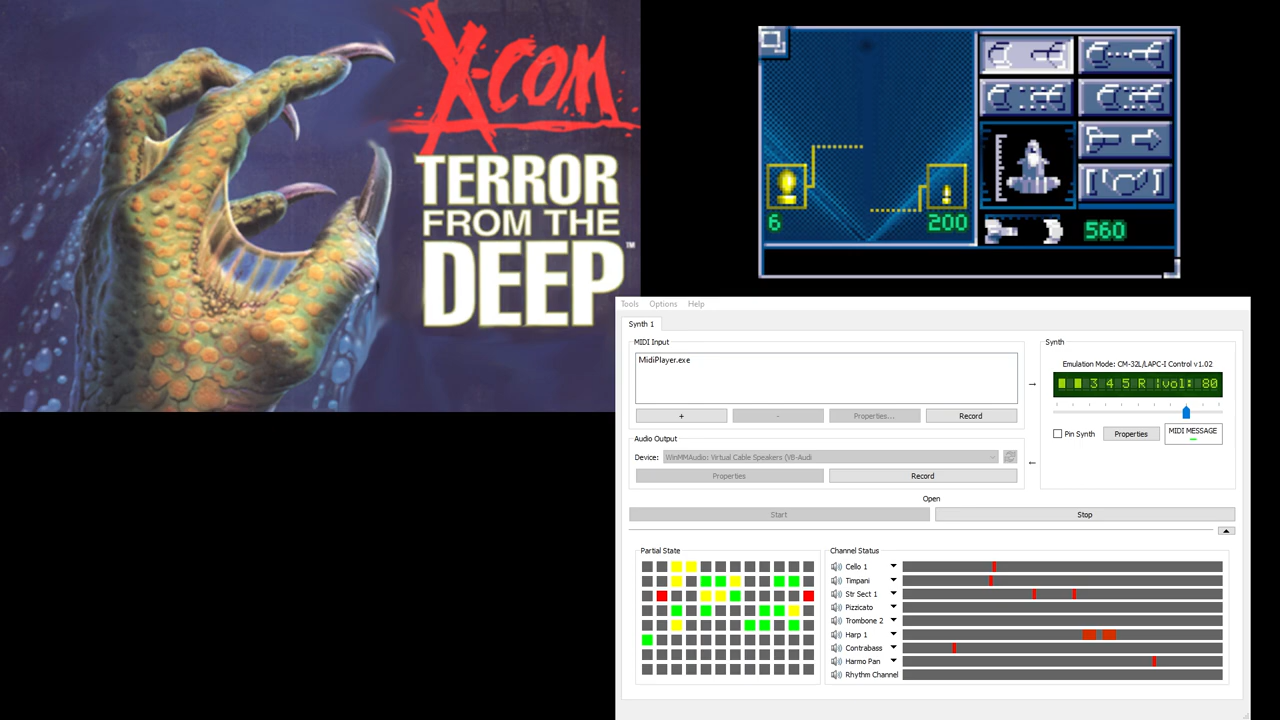 X-COM
TERROR
FROM THE
DEEP™
6
200
560
Tools Options Help
Synth 1
MIDI Input
MidiPlayer.exe
+ - Properties... Record
Audio Output
Device: WinMMAudio: Virtual Cable Speakers (VB-Audi
Properties Record
Synth
Emulation Mode: CM-32L/LAPC-I Control v1.02
3 4 5 R |vol: 80
Pin Synth Properties MIDI MESSAGE
Open
Start Stop
Partial State
Channel Status
Cello 1
Timpani
Str Sect 1
Pizzicato
Trombone 2
Harp 1
Contrabass
Harmo Pan
Rhythm Channel